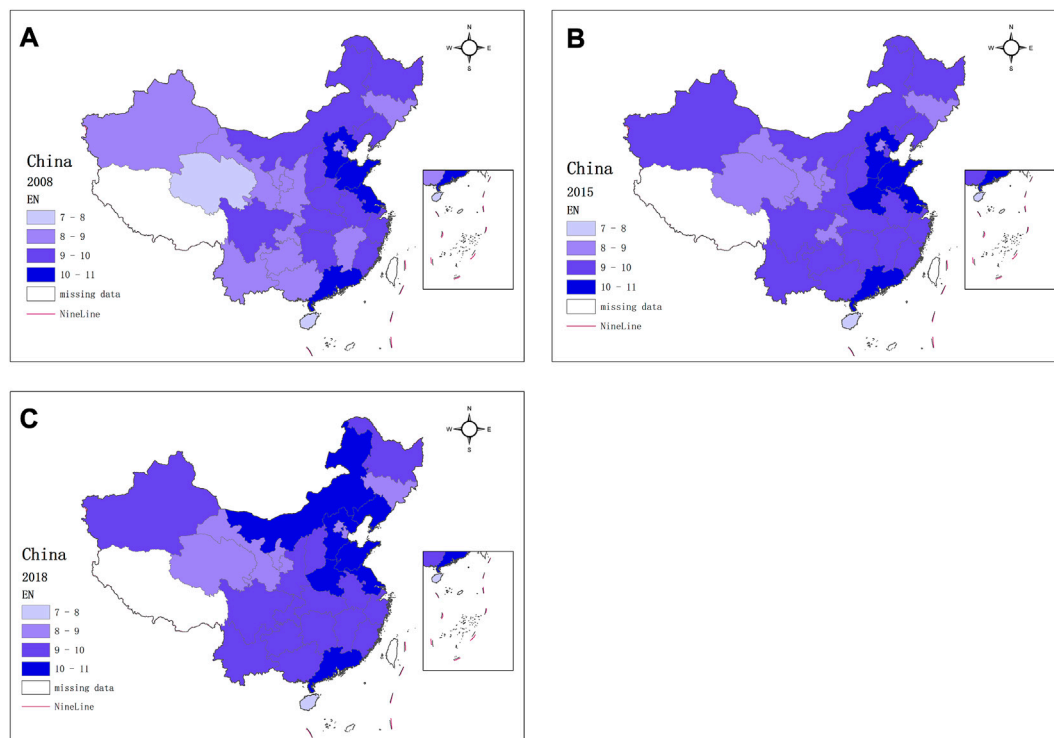 A
N
W E
S
China
2008
EN
7 - 8
8 - 9
9 - 10
10 - 11
missing data
NineLine
B
N
W E
S
China
2015
EN
7 - 8
8 - 9
9 - 10
10 - 11
missing data
NineLine
C
N
W E
S
China
2018
EN
7 - 8
8 - 9
9 - 10
10 - 11
missing data
NineLine